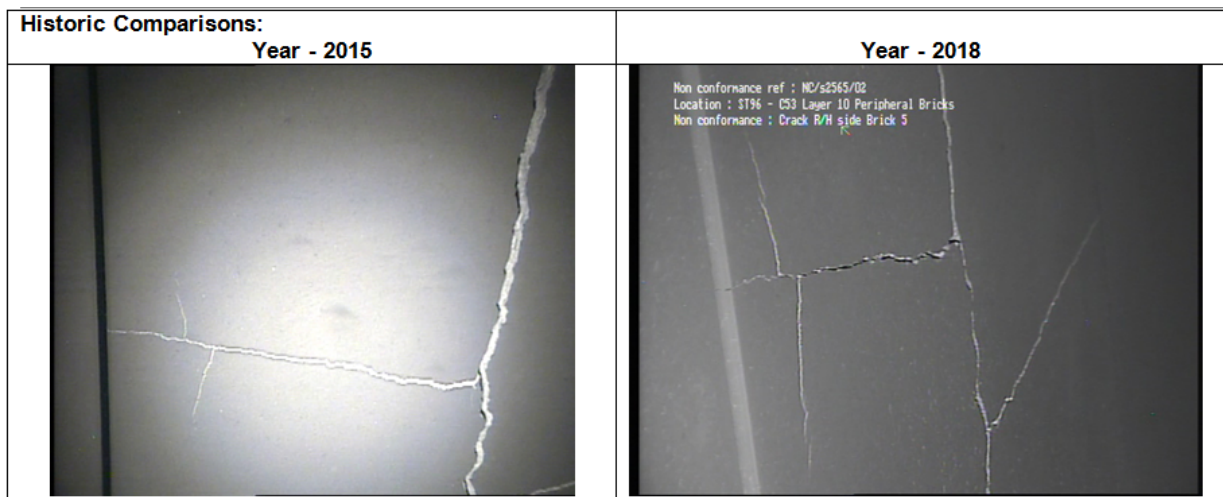 Historic Comparisons:
Year - 2015
Year - 2018
Non conformance ref : NC/s2565/02
Location : ST96 - C53 Layer 10 Peripheral Bricks
Non conformance : Crack R/H side Brick 5